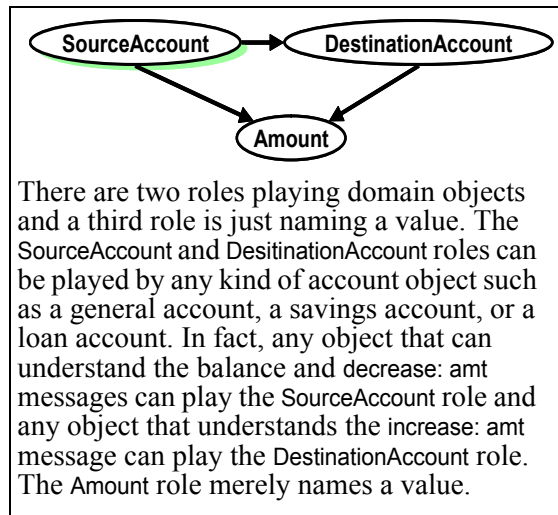 SourceAccount DestinationAccount
Amount
There are two roles playing domain objects
and a third role is just naming a value. The
SourceAccount and DesitinationAccount roles can
be played by any kind of account object such
as a general account, a savings account, or a
loan account. In fact, any object that can
understand the balance and decrease: amt
messages can play the SourceAccount role and
any object that understands the increase: amt
message can play the DestinationAccount role.
The Amount role merely names a value.